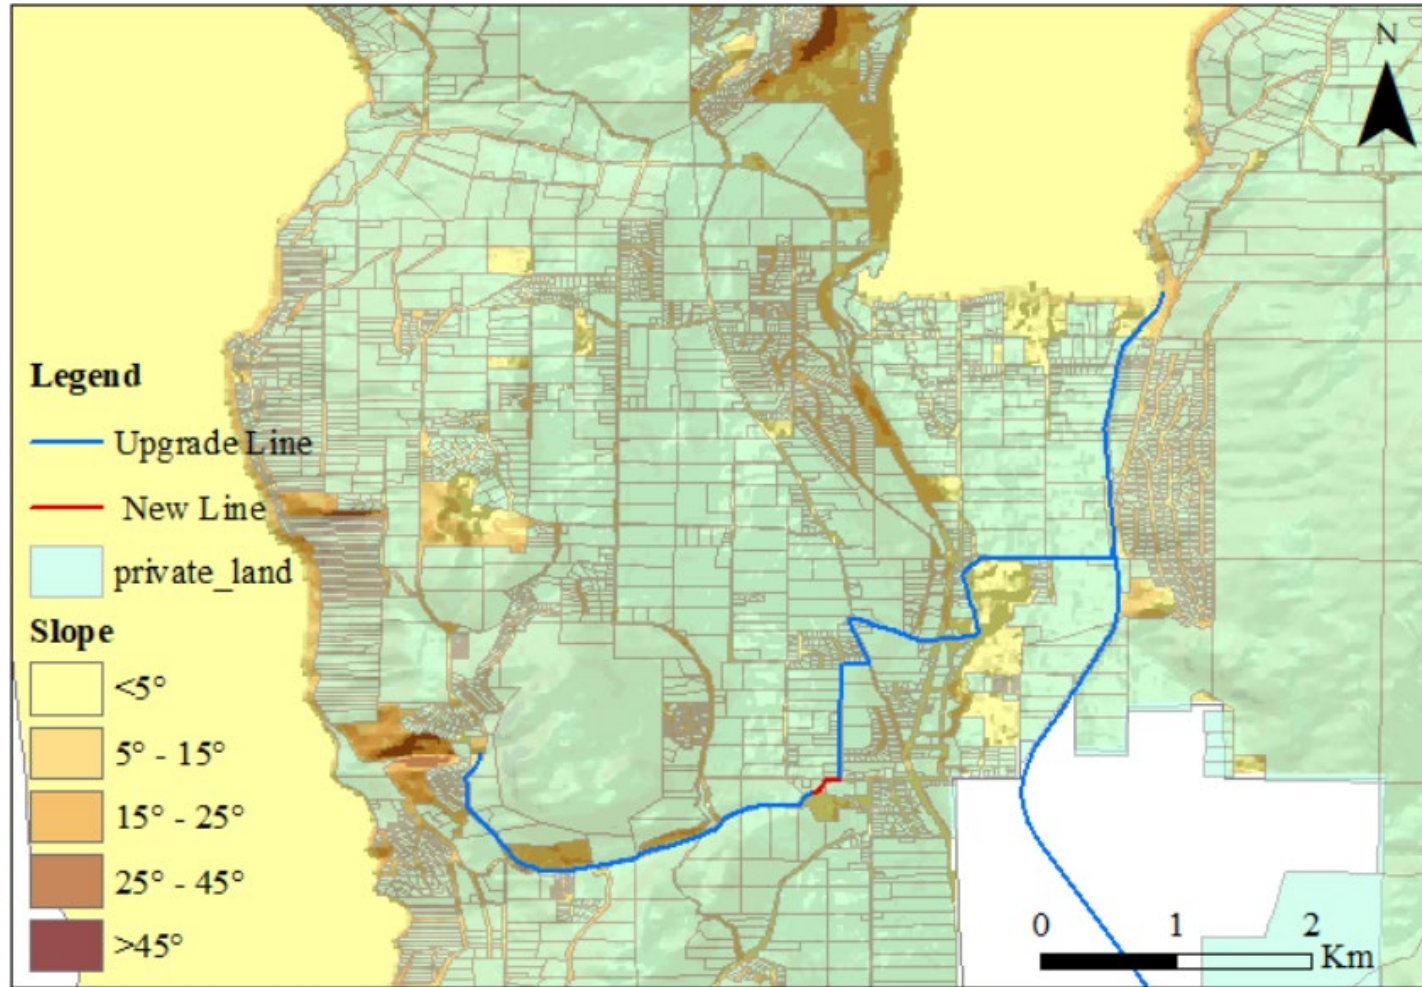 N
Legend
Upgrade Line
New Line
private_land
Slope
<5°
5° - 15°
15° - 25°
25° - 45°
>45°
0 1 2
Km